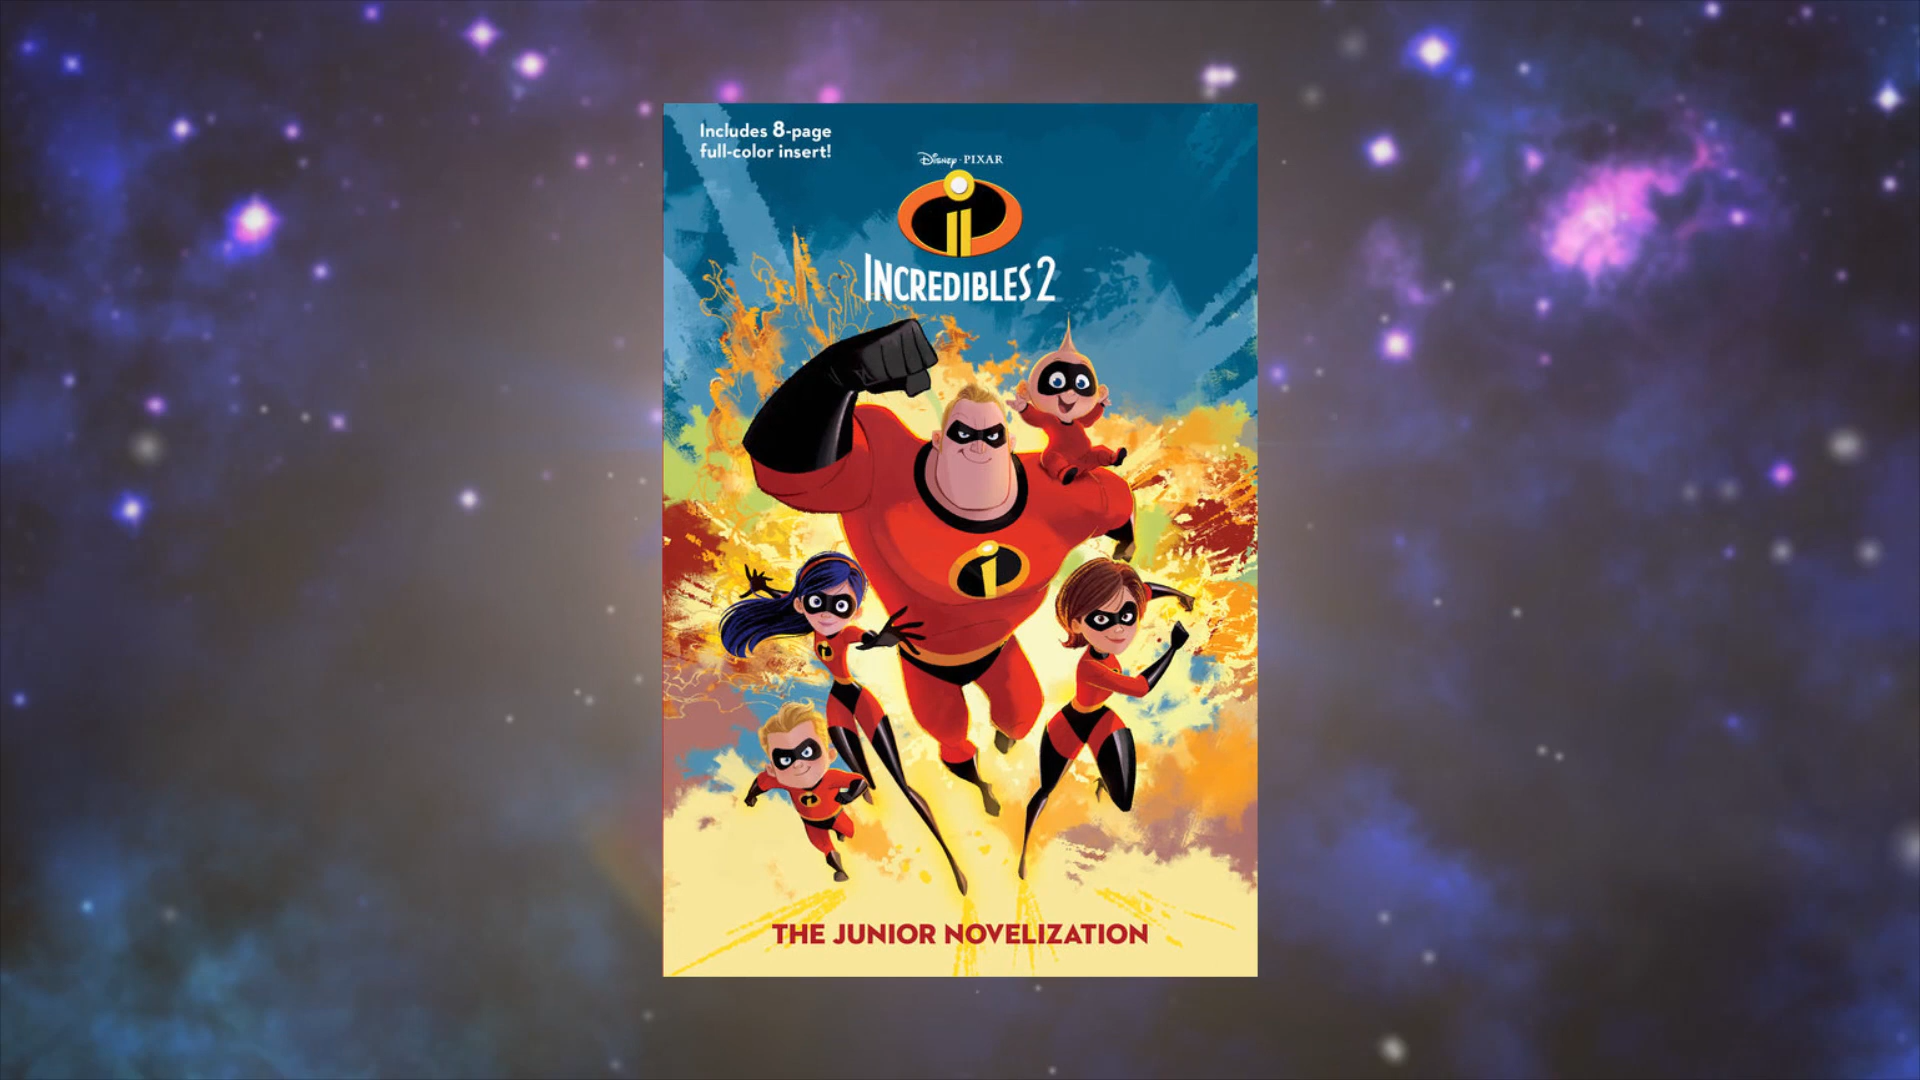 Includes 8-page
full-color insert!
Disney · PIXAR
INCREDIBLES 2
THE JUNIOR NOVELIZATION